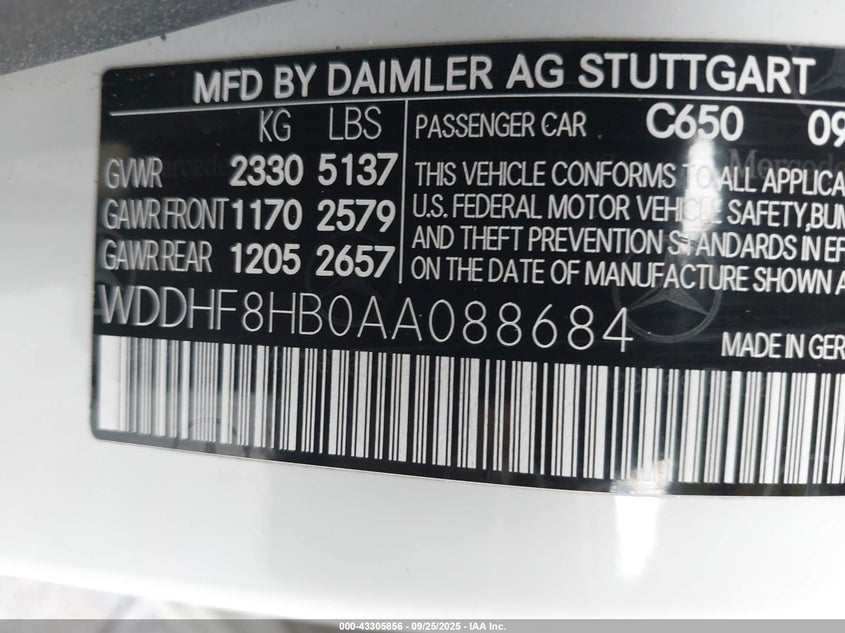 MFD BY DAIMLER AG STUTTGART
KG LBS
GVWR 2330 5137
GAWR FRONT 1170 2579
GAWR REAR 1205 2657
PASSENGER CAR C650 09
THIS VEHICLE CONFORMS TO ALL APPLICA
U.S. FEDERAL MOTOR VEHICLE SAFETY, BUM
AND THEFT PREVENTION STANDARDS IN EF
ON THE DATE OF MANUFACTURE SHOWN A
WDDHF8HB0AA088684
MADE IN GER
000-43305856 - 09/25/2025 - IAA Inc.